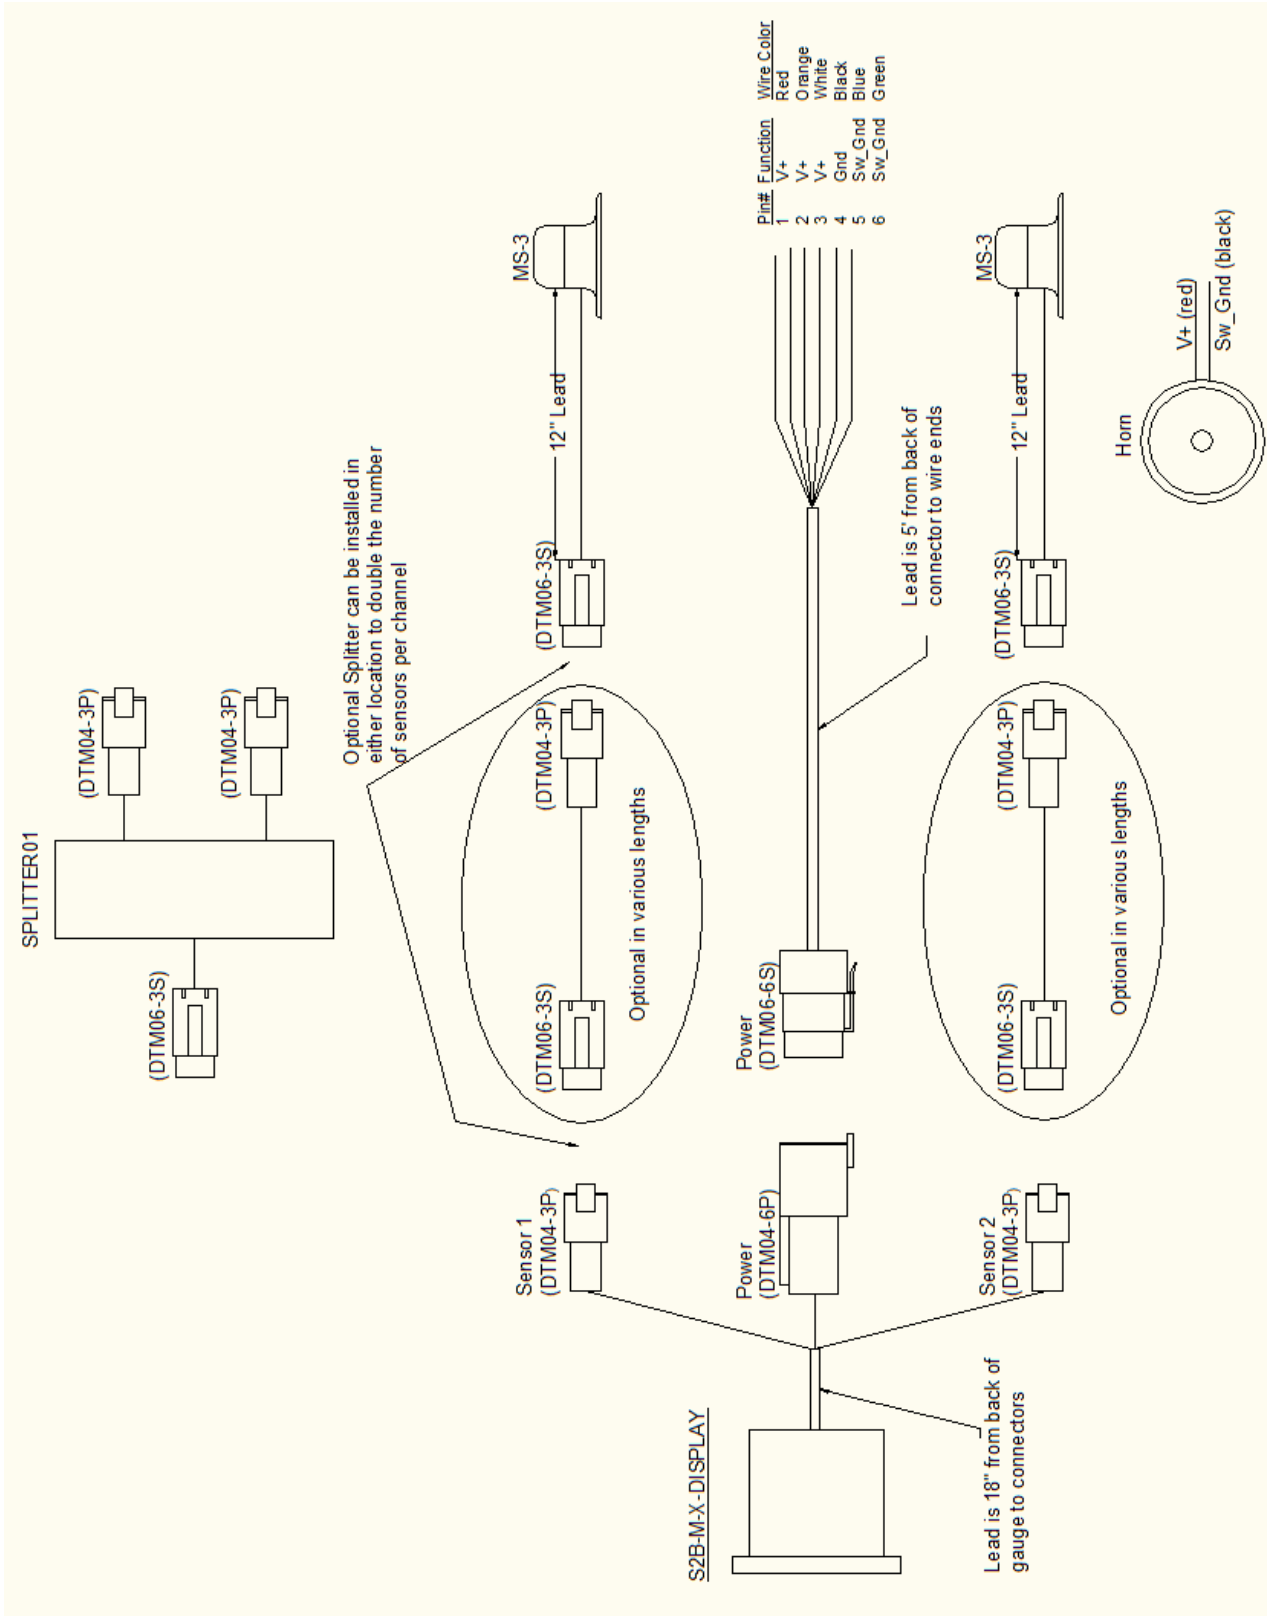 SPLITTER01
(DTM06-3S)
(DTM04-3P)
(DTM04-3P)
Optional Splitter can be installed in
either location to double the number
of sensors per channel
Sensor 1
(DTM04-3P)
(DTM06-3S)
(DTM04-3P)
Optional in various lengths
(DTM06-3S)
12" Lead
MS-3
S2B-M-X-DISPLAY
Lead is 18" from back of
gauge to connectors
Power
(DTM04-6P)
Power
(DTM06-6S)
Lead is 5' from back of
connector to wire ends
Pin# Function Wire Color
1 V+ Red
2 V+ Orange
3 V+ White
4 Gnd Black
5 Sw_Gnd Blue
6 Sw_Gnd Green
Sensor 2
(DTM04-3P)
(DTM06-3S)
(DTM04-3P)
Optional in various lengths
(DTM06-3S)
12" Lead
MS-3
Horn
V+ (red)
Sw_Gnd (black)